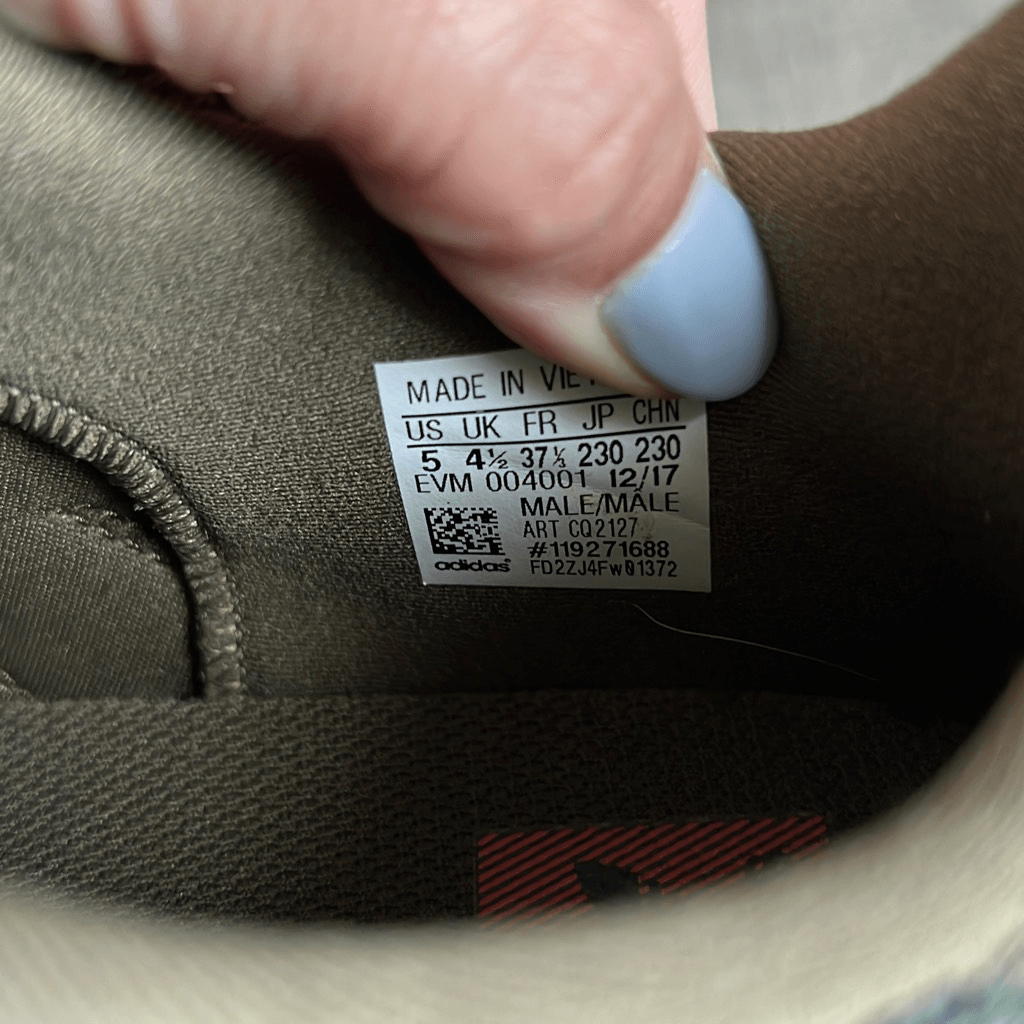 MADE IN
US UK FR JP CHN
5 4½ 37⅓ 230 230
EVM 004001 12/17
MALE/MÂLE
ART CQ2127
#119271688
adidas FD2ZJ4Fw01372